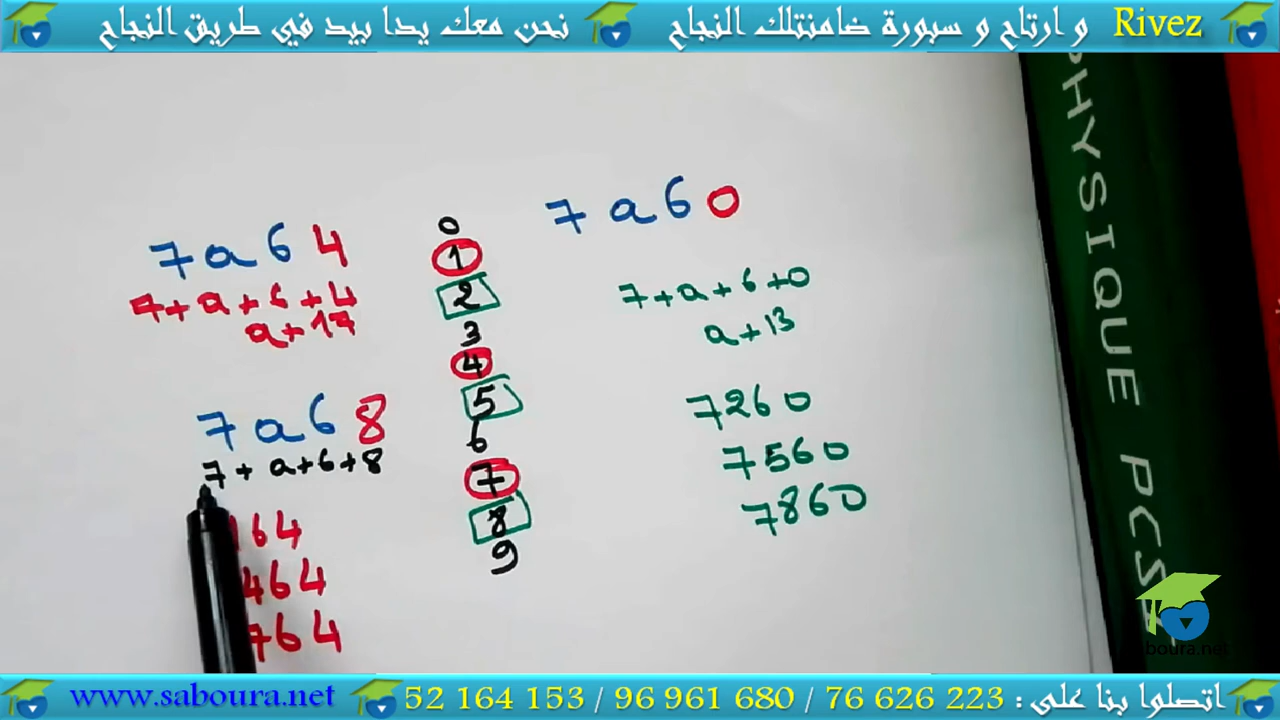 نحن معك يدا بيد في طريق النجاح و ارتاح و سبورة ضامنتلك النجاح Rivez
PHYSIQUE PCS
7a64
7+a+6+4
a+17
7a68
7+a+6+8
164
464
764
0
1
2
3
4
5
6
7
8
9
7a60
7+a+6+0
a+13
7260
7560
7860
www.saboura.net 52 164 153 / 96 961 680 / 76 626 223 : اتصلوا بنا على